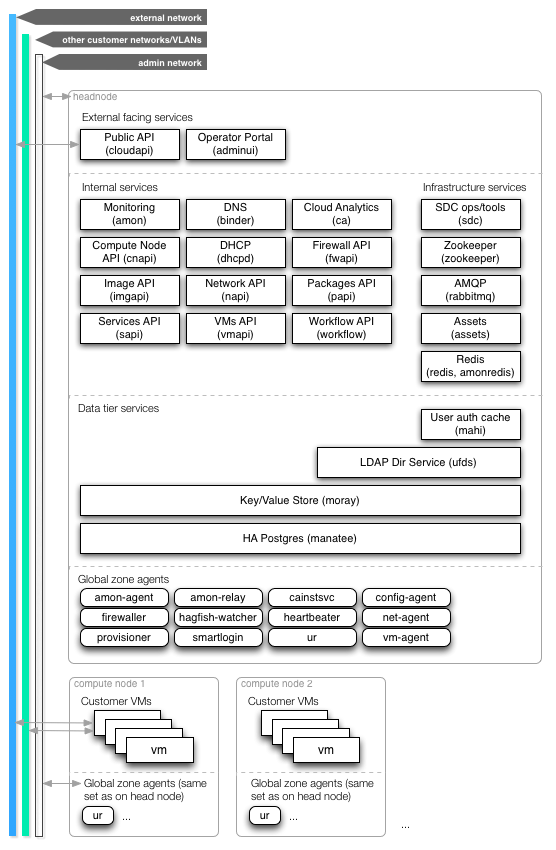 external network
other customer networks/VLANs
admin network
headnode
External facing services
Public API
(cloudapi)
Operator Portal
(adminui)
Internal services
Infrastructure services
Monitoring
(amon)
DNS
(binder)
Cloud Analytics
(ca)
SDC ops/tools
(sdc)
Compute Node
API (cnapi)
DHCP
(dhcpd)
Firewall API
(fwapi)
Zookeeper
(zookeeper)
Image API
(imgapi)
Network API
(napi)
Packages API
(papi)
AMQP
(rabbitmq)
Services API
(sapi)
VMs API
(vmapi)
Workflow API
(workflow)
Assets
(assets)
Redis
(redis, amonredis)
Data tier services
User auth cache
(mahi)
LDAP Dir Service (ufds)
Key/Value Store (moray)
HA Postgres (manatee)
Global zone agents
amon-agent
amon-relay
cainstsvc
config-agent
firewaller
hagfish-watcher
heartbeater
net-agent
provisioner
smartlogin
ur
vm-agent
compute node 1
Customer VMs
vm
Global zone agents (same
set as on head node)
ur
...
compute node 2
Customer VMs
vm
Global zone agents (same
set as on head node)
ur
...
...